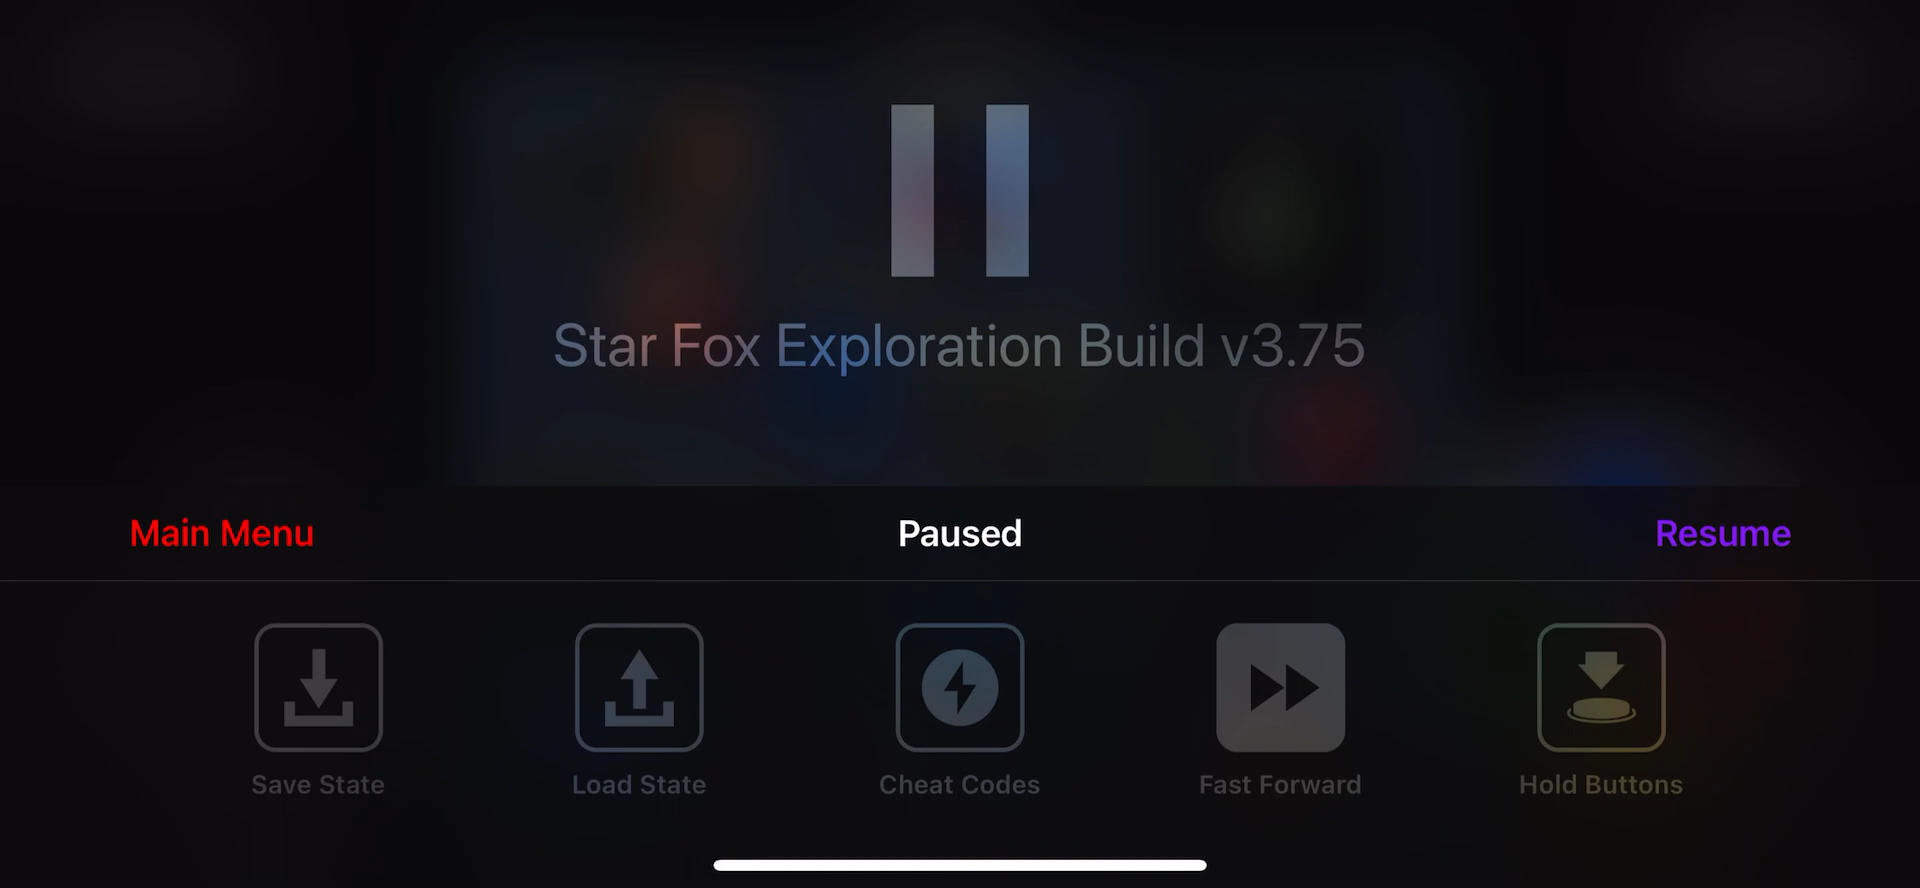 Star Fox Exploration Build v3.75
Main Menu
Paused
Resume
Save State
Load State
Cheat Codes
Fast Forward
Hold Buttons